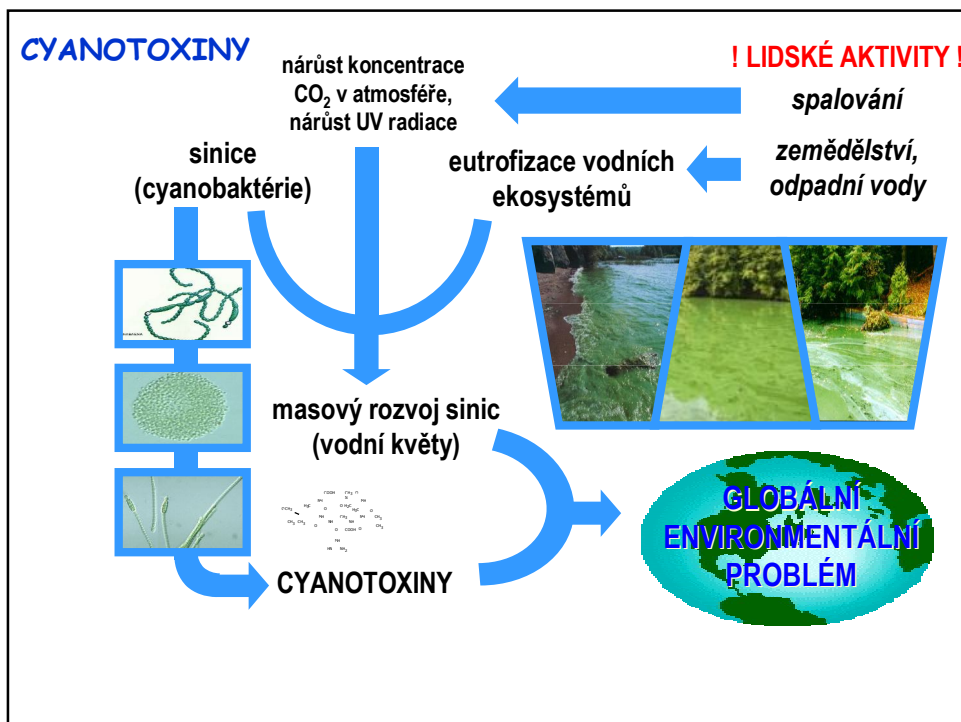 CYANOTOXINY
nárůst koncentrace
CO₂ v atmosféře,
nárůst UV radiace
! LIDSKÉ AKTIVITY !
spalování
zemědělství,
odpadní vody
sinice
(cyanobaktérie)
eutrofizace vodních
ekosystémů
masový rozvoj sinic
(vodní květy)
CYANOTOXINY
GLOBÁLNÍ
ENVIRONMENTÁLNÍ
PROBLÉM